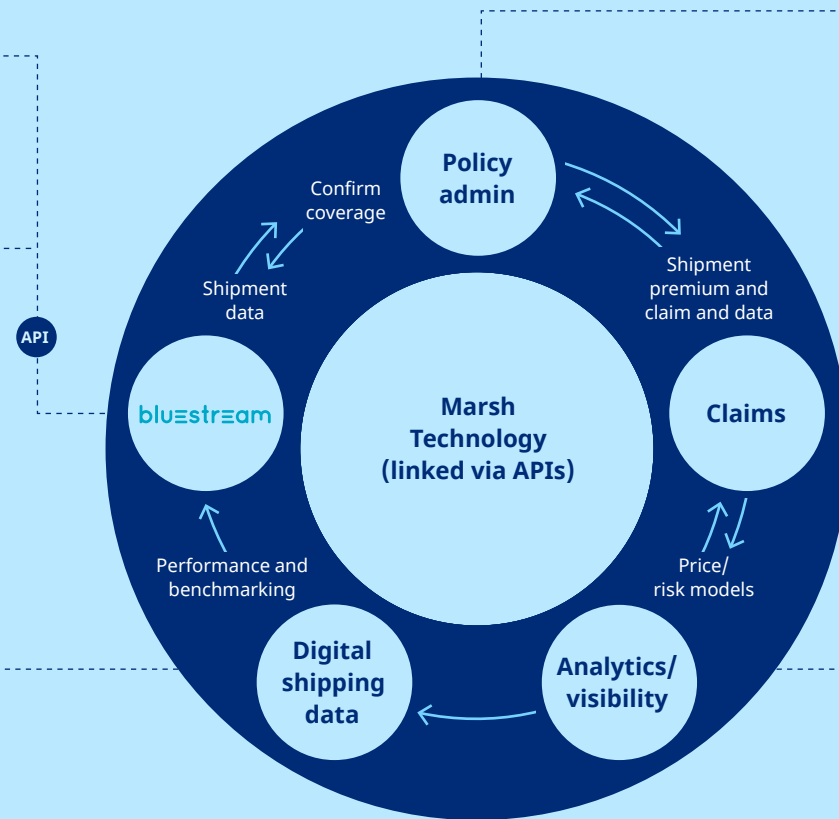 Policy
admin
Confirm
coverage
Shipment
data
Shipment
premium and
claim and data
API
bluestream
Marsh
Technology
(linked via APIs)
Claims
Performance and
benchmarking
Price/
risk models
Digital
shipping
data
Analytics/
visibility